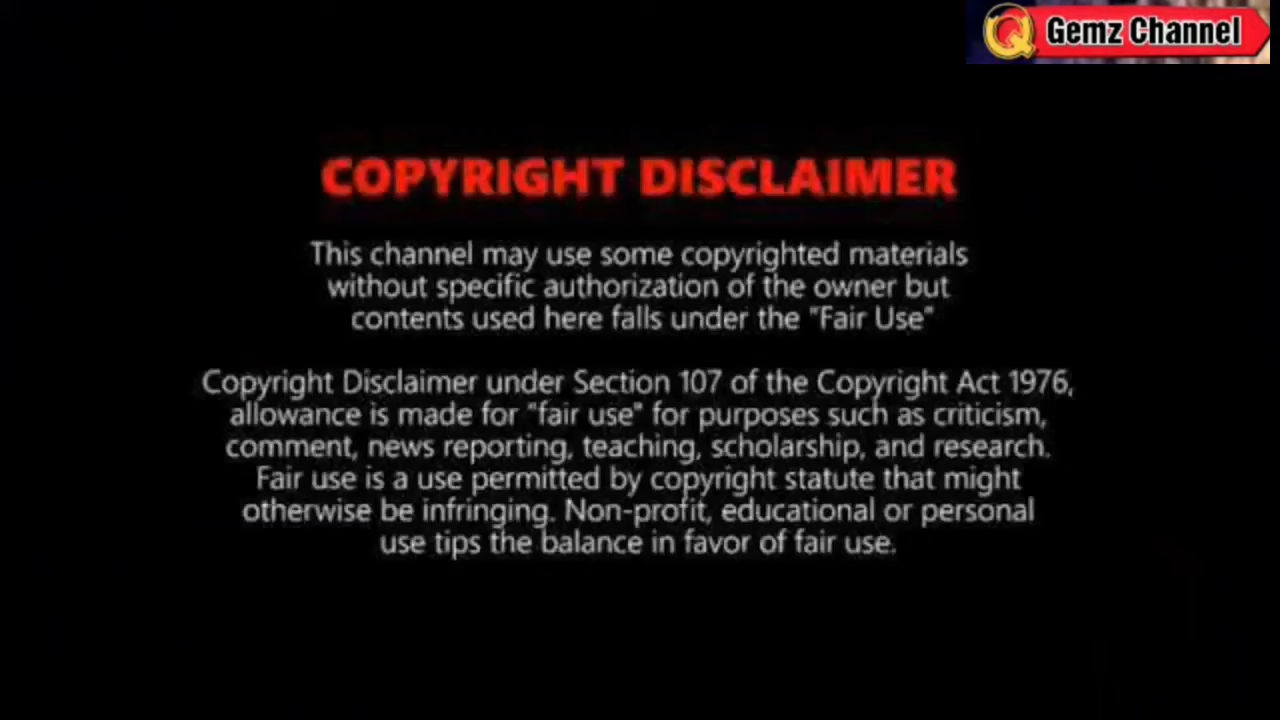 Gemz Channel
COPYRIGHT DISCLAIMER
This channel may use some copyrighted materials
without specific authorization of the owner but
contents used here falls under the "Fair Use"
Copyright Disclaimer under Section 107 of the Copyright Act 1976,
allowance is made for "fair use" for purposes such as criticism,
comment, news reporting, teaching, scholarship, and research.
Fair use is a use permitted by copyright statute that might
otherwise be infringing. Non-profit, educational or personal
use tips the balance in favor of fair use.